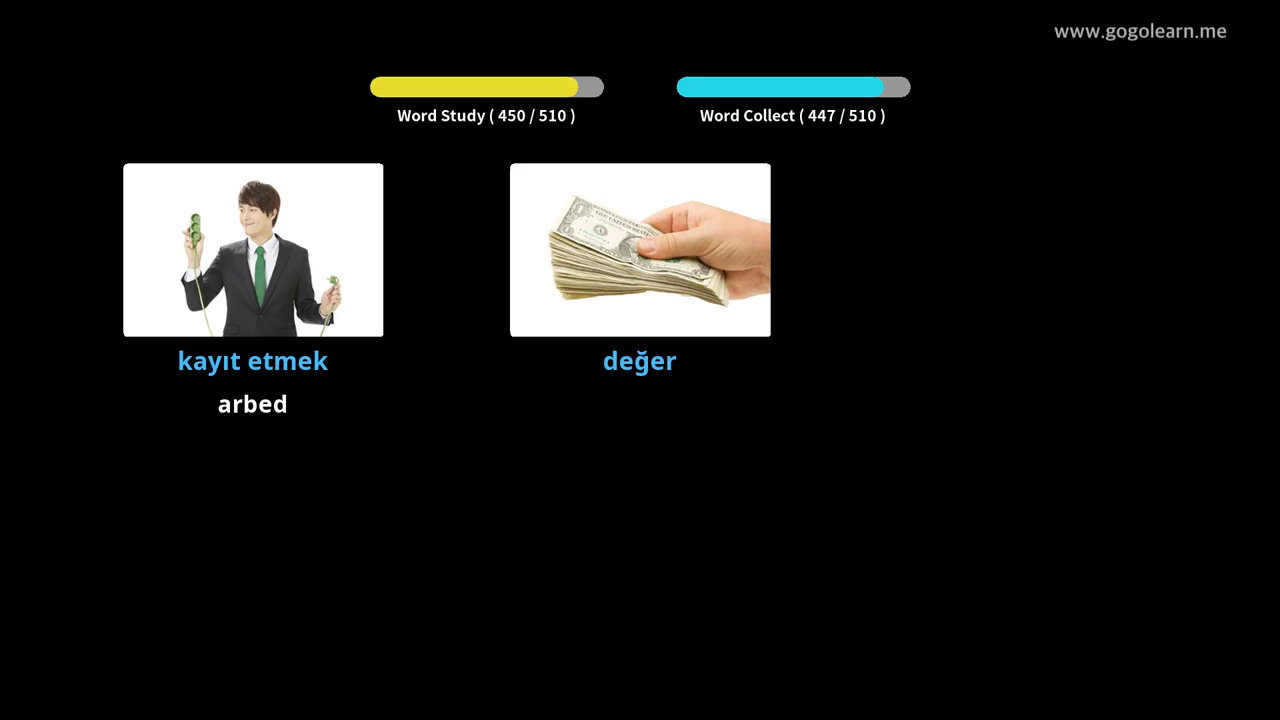 www.gogolearn.me
Word Study ( 450 / 510 )
Word Collect ( 447 / 510 )
kayıt etmek
arbed
değer